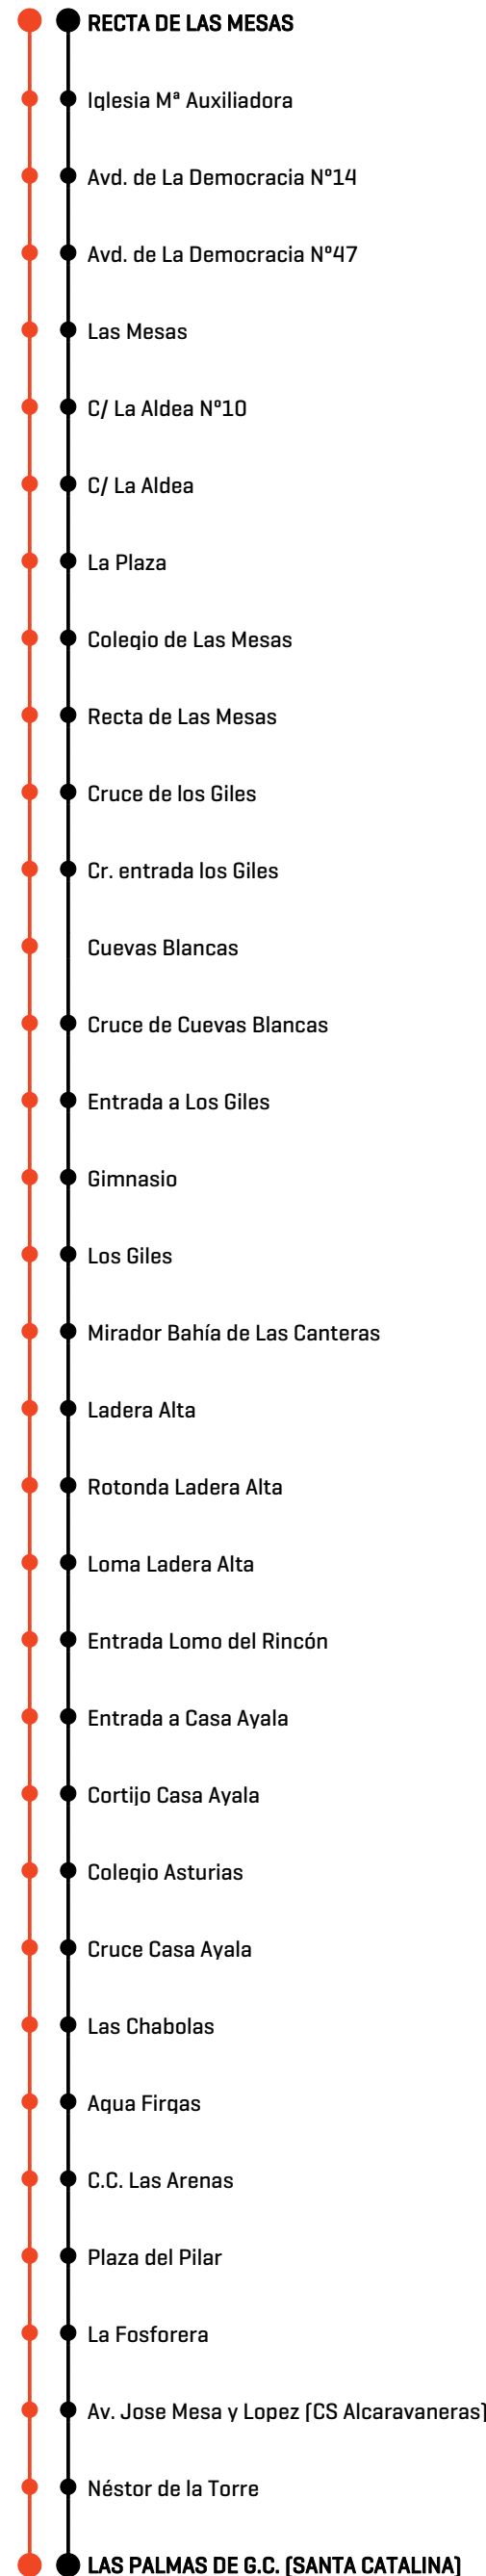 RECTA DE LAS MESAS
Iglesia Mª Auxiliadora
Avd. de La Democracia Nº14
Avd. de La Democracia Nº47
Las Mesas
C/ La Aldea Nº10
C/ La Aldea
La Plaza
Colegio de Las Mesas
Recta de Las Mesas
Cruce de los Giles
Cr. entrada los Giles
Cuevas Blancas
Cruce de Cuevas Blancas
Entrada a Los Giles
Gimnasio
Los Giles
Mirador Bahía de Las Canteras
Ladera Alta
Rotonda Ladera Alta
Loma Ladera Alta
Entrada Lomo del Rincón
Entrada a Casa Ayala
Cortijo Casa Ayala
Colegio Asturias
Cruce Casa Ayala
Las Chabolas
Agua Firgas
C.C. Las Arenas
Plaza del Pilar
La Fosforera
Av. Jose Mesa y Lopez (CS Alcaravaneras)
Néstor de la Torre
LAS PALMAS DE G.C. (SANTA CATALINA)